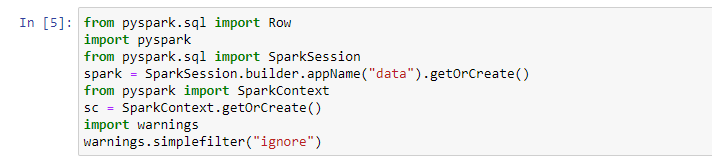 In [5]: from pyspark.sql import Row
import pyspark
from pyspark.sql import SparkSession
spark = SparkSession.builder.appName("data").getOrCreate()
from pyspark import SparkContext
sc = SparkContext.getOrCreate()
import warnings
warnings.simplefilter("ignore")